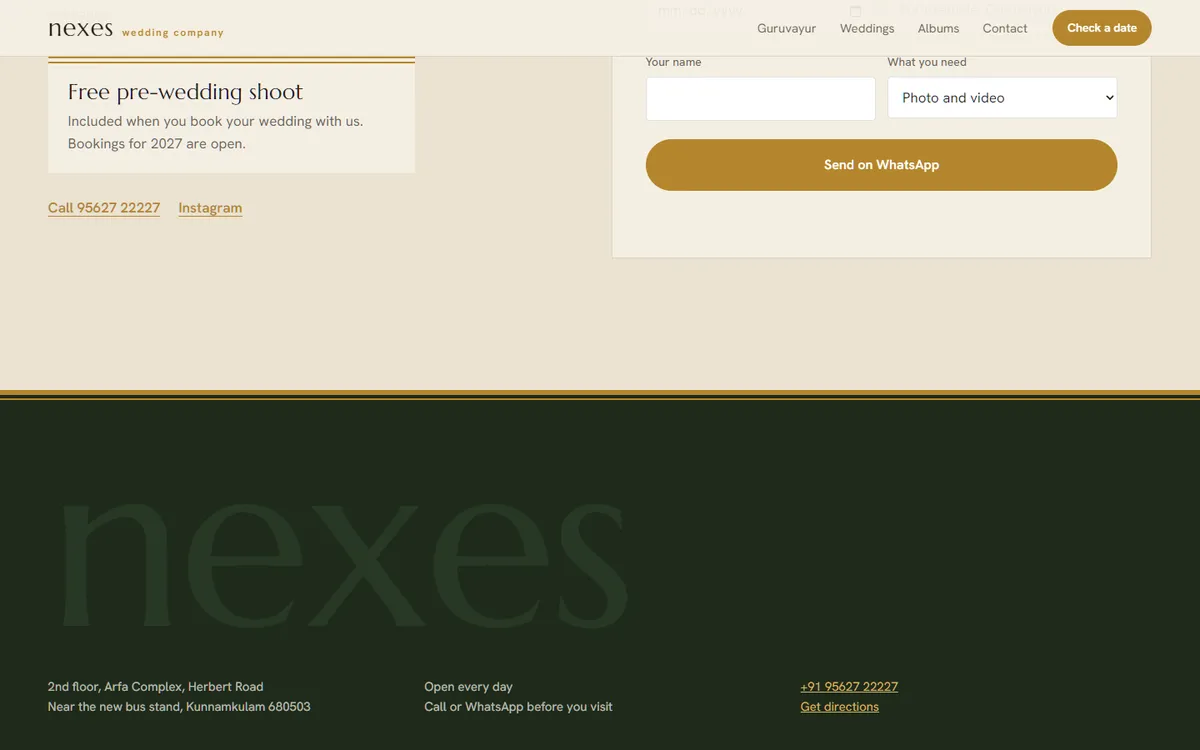 nexes wedding company
Guruvayur
Weddings
Albums
Contact
Check a date
Free pre-wedding shoot
Included when you book your wedding with us.
Bookings for 2027 are open.
Call 95627 22227
Instagram
Your name
What you need
Photo and video
Send on WhatsApp
nexes
2nd floor, Arfa Complex, Herbert Road
Near the new bus stand, Kunnamkulam 680503
Open every day
Call or WhatsApp before you visit
+91 95627 22227
Get directions